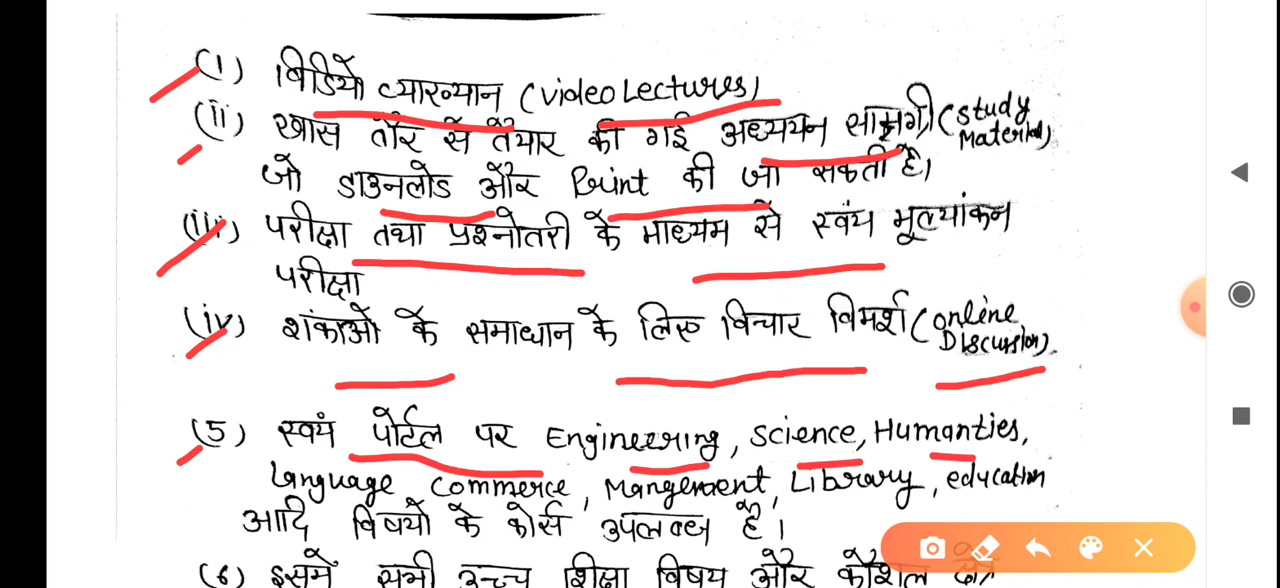 (i) विडियो व्याख्यान (video Lectures)
(ii) खास तौर से तैयार की गई अध्ययन सामग्री (study Material)
जो डाउनलोड और Print की जा सकती है।
(iii) परीक्षा तथा प्रश्नोतरी के माध्यम से स्वंय मूल्यांकन
परीक्षा
(iv) शंकाओ के समाधान के लिए विचार विमर्श (online Discussion)
(5) स्वयं पोर्टल पर Engineering, Science, Humanties,
Language Commerce, Mangement, Library, education
आदि विषयो के कोर्स उपलब्ध है।
(6) इसमें सभी उच्च शिक्षा विषय और कौशल